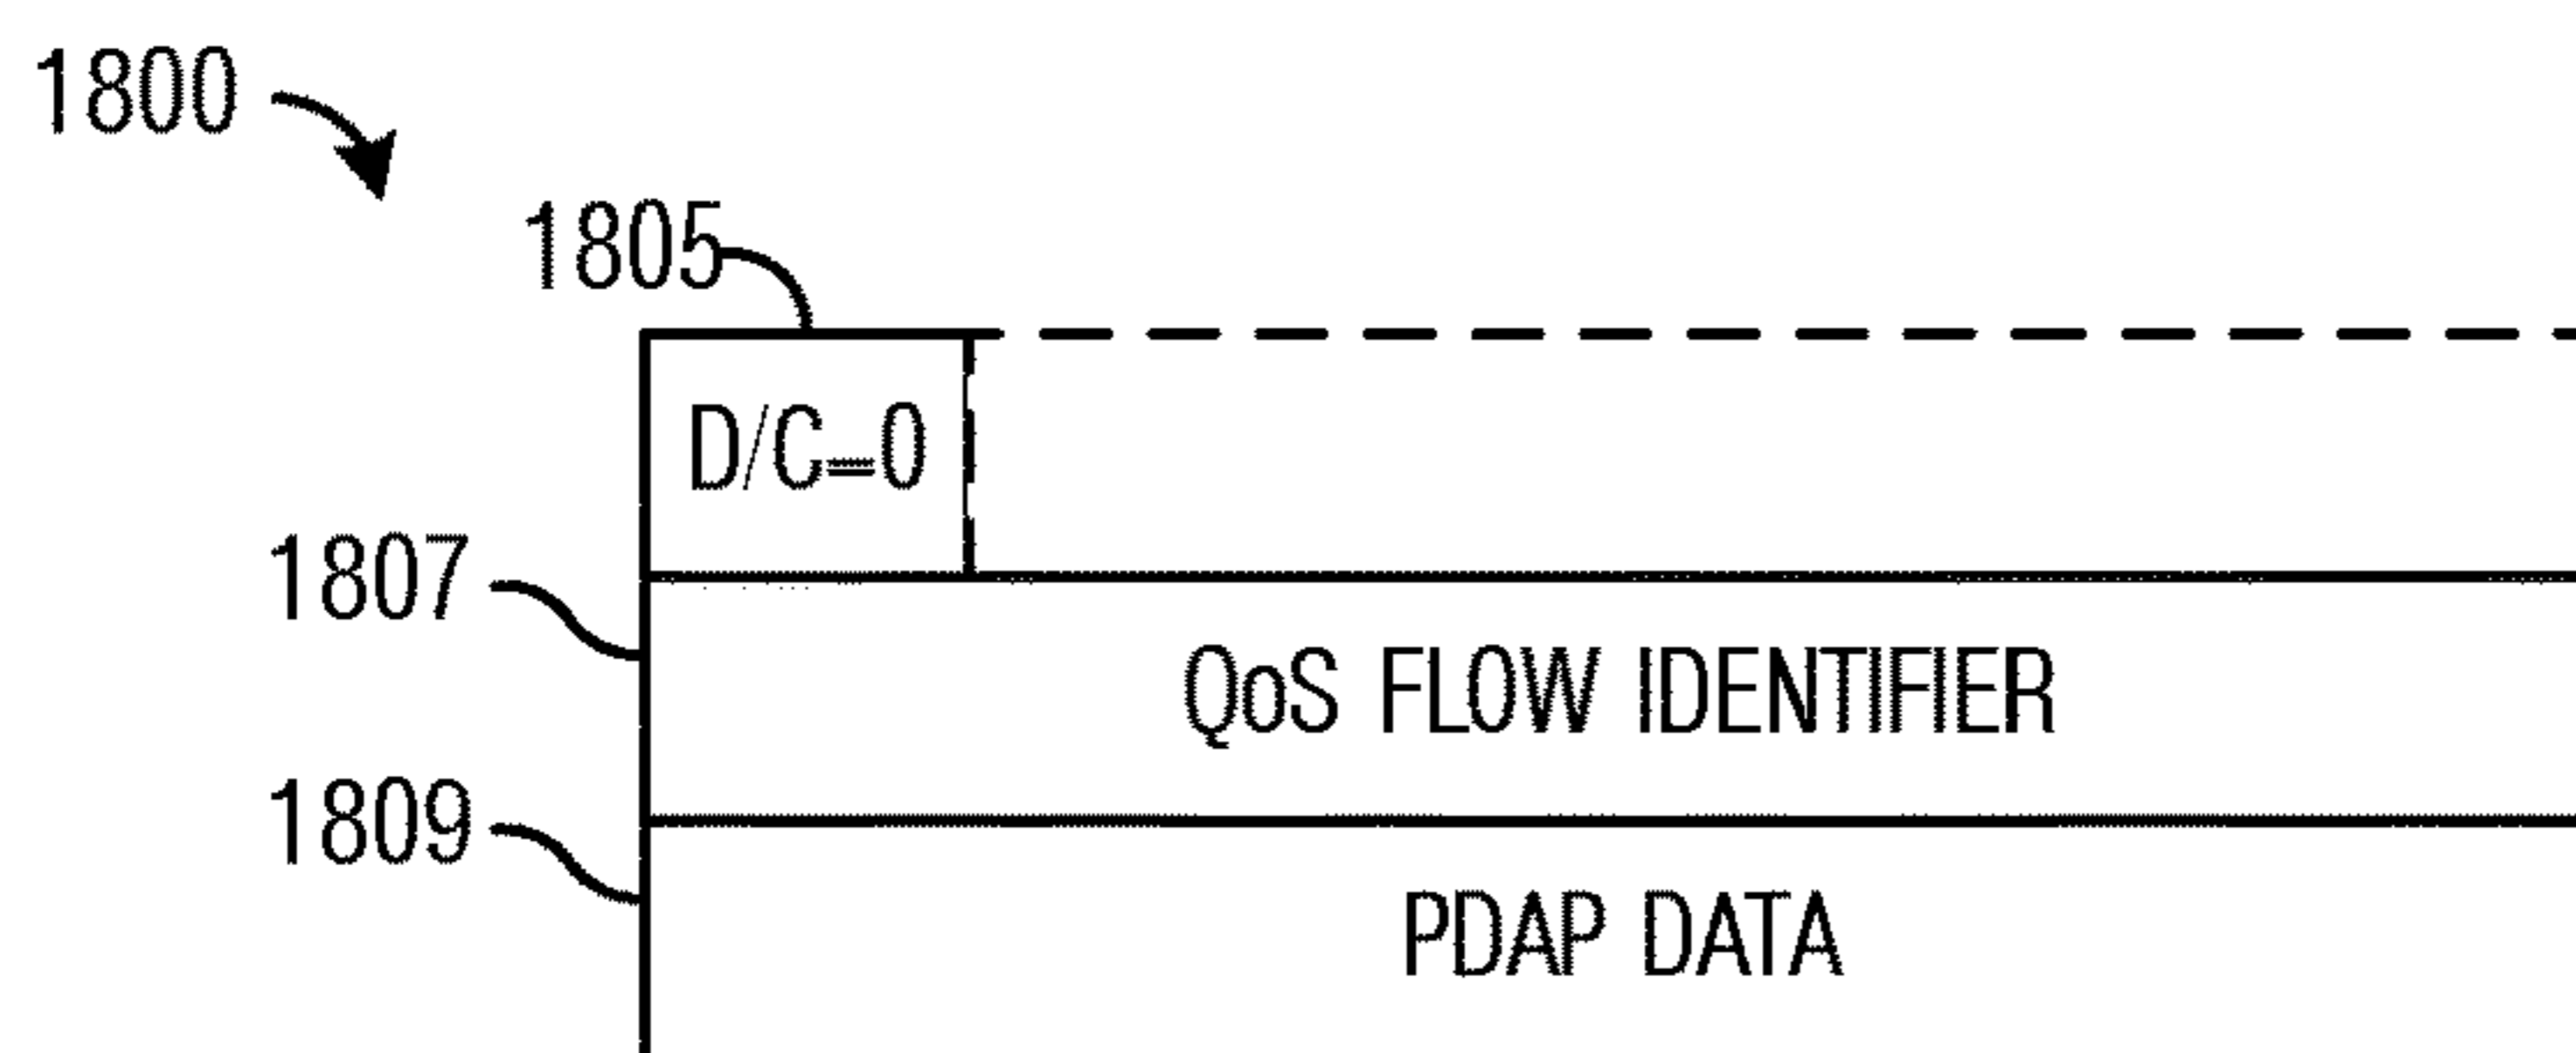 1800
1805
D/C=0
1807
QoS FLOW IDENTIFIER
1809
PDAP DATA